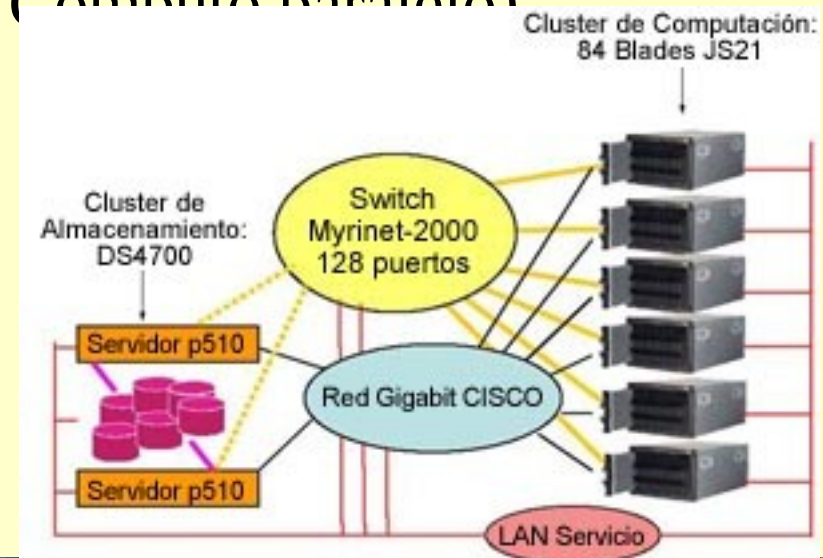 Cluster de Computación:
84 Blades JS21
Switch
Myrinet-2000
128 puertos
Cluster de
Almacenamiento:
DS4700
Servidor p510
Red Gigabit CISCO
Servidor p510
LAN Servicio